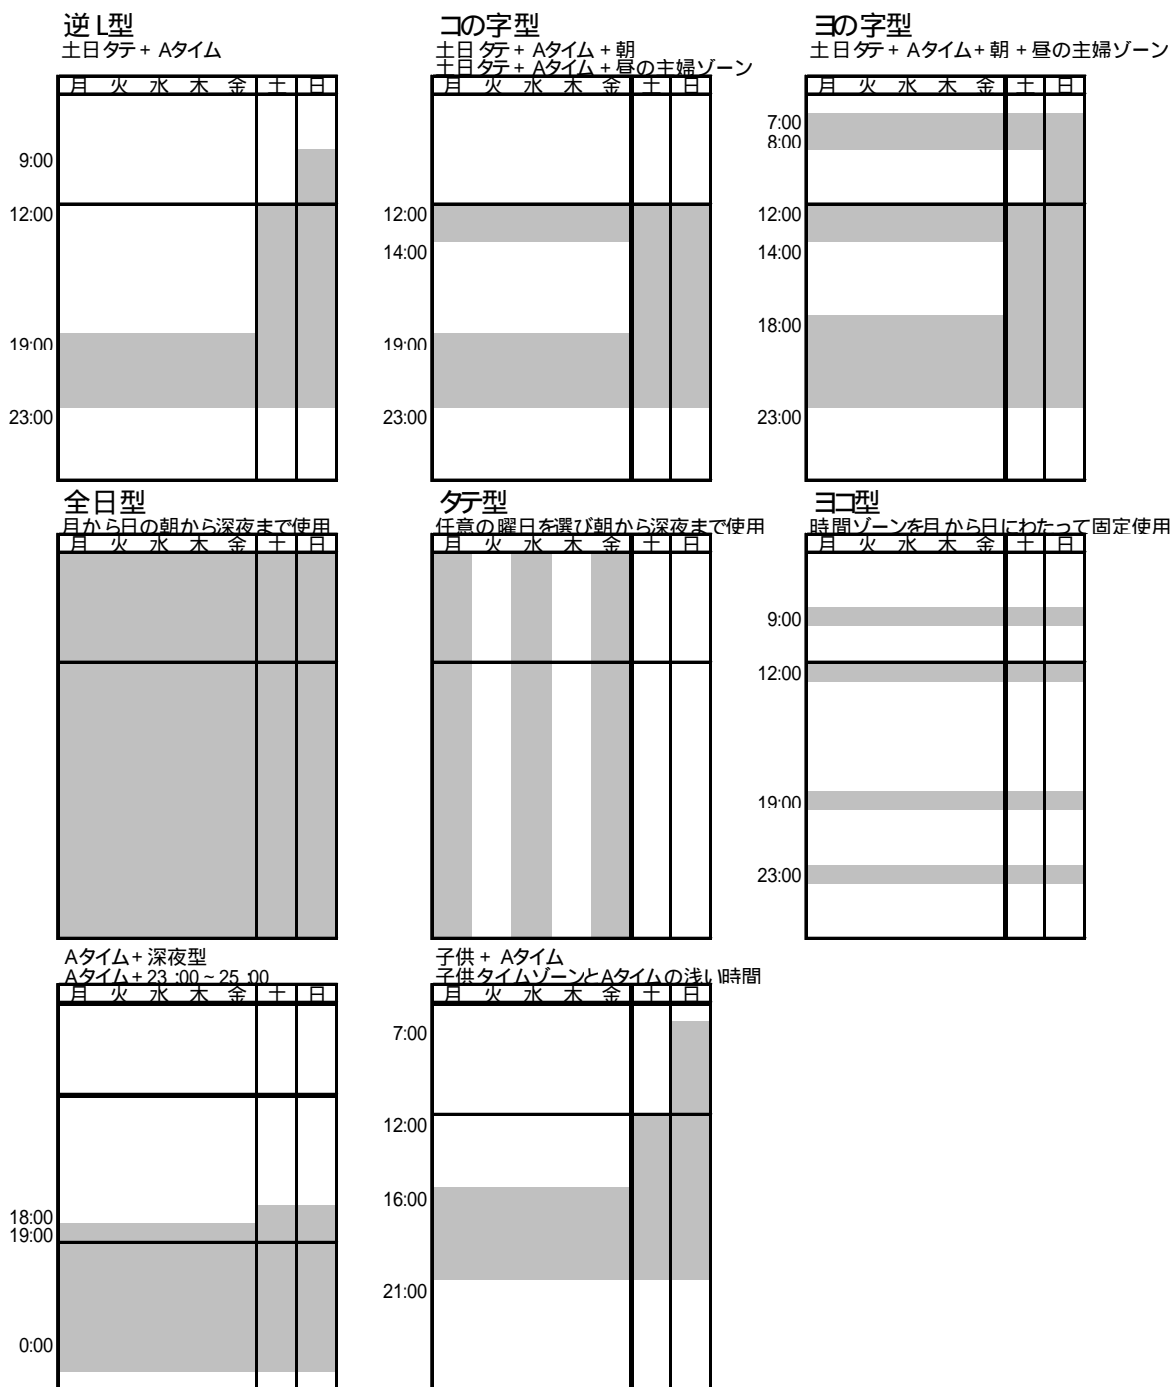 逆L型
土日タテ + Aタイム
月 火 水 木 金 土 日
9:00
12:00
19:00
23:00
コの字型
土日タテ + Aタイム + 朝
土日タテ + Aタイム + 昼の主婦ゾーン
月 火 水 木 金 土 日
12:00
14:00
19:00
23:00
ヨの字型
土日タテ + Aタイム + 朝 + 昼の主婦ゾーン
月 火 水 木 金 土 日
7:00
8:00
12:00
14:00
18:00
23:00
全日型
月から日の朝から深夜まで使用
月 火 水 木 金 土 日
タテ型
任意の曜日を選び朝から深夜まで使用
月 火 水 木 金 土 日
ヨコ型
時間ゾーンを月から日にわたって固定使用
月 火 水 木 金 土 日
9:00
12:00
19:00
23:00
Aタイム + 深夜型
Aタイム + 23:00 ~ 25:00
月 火 水 木 金 土 日
18:00
19:00
0:00
子供 + Aタイム
子供タイムゾーンとAタイムの浅い時間
月 火 水 木 金 土 日
7:00
12:00
16:00
21:00